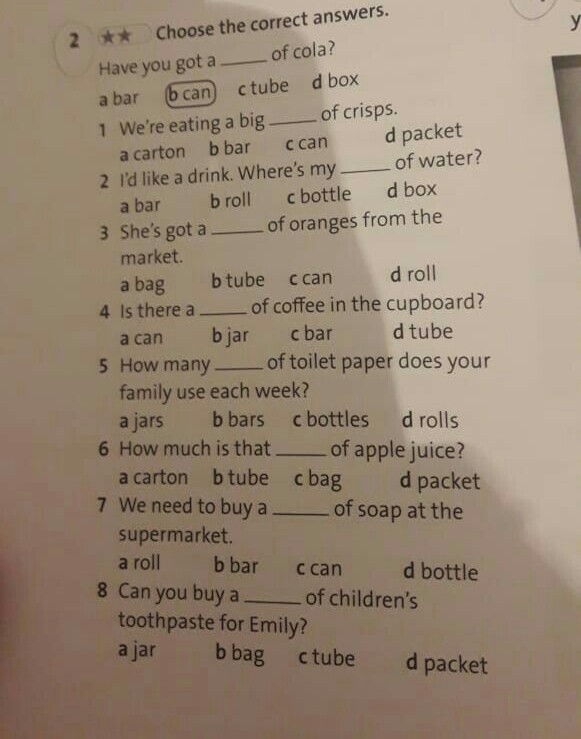 2 ★★ Choose the correct answers.
Have you got a ____ of cola?
a bar b can c tube d box
1 We're eating a big ____ of crisps.
a carton b bar c can d packet
2 I'd like a drink. Where's my ____ of water?
a bar b roll c bottle d box
3 She's got a ____ of oranges from the
market.
a bag b tube c can d roll
4 Is there a ____ of coffee in the cupboard?
a can b jar c bar d tube
5 How many ____ of toilet paper does your
family use each week?
a jars b bars c bottles d rolls
6 How much is that ____ of apple juice?
a carton b tube c bag d packet
7 We need to buy a ____ of soap at the
supermarket.
a roll b bar c can d bottle
8 Can you buy a ____ of children's
toothpaste for Emily?
a jar b bag c tube d packet